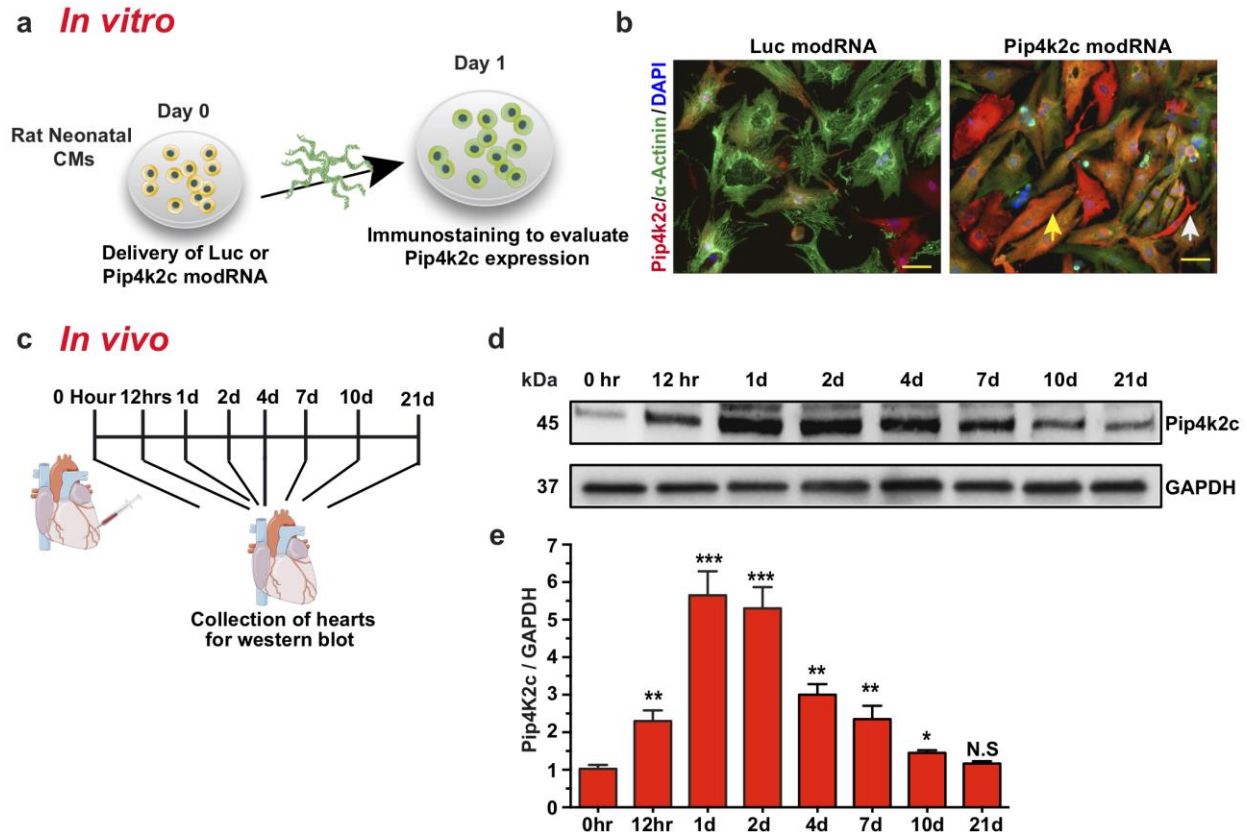 a In vitro
Day 0
Rat Neonatal
CMs
Delivery of Luc or
Pip4k2c modRNA
Day 1
Immunostaining to evaluate
Pip4k2c expression
b
Luc modRNA Pip4k2c modRNA
Pip4k2c/α-Actinin/DAPI
c In vivo
0 Hour 12hrs 1d 2d 4d 7d 10d 21d
Collection of hearts
for western blot
d
kDa 0 hr 12 hr 1d 2d 4d 7d 10d 21d
45 Pip4k2c
37 GAPDH
e
Pip4K2c / GAPDH
7
6
5
4
3
2
1
0
** *** *** ** ** * N.S
0hr 12hr 1d 2d 4d 7d 10d 21d